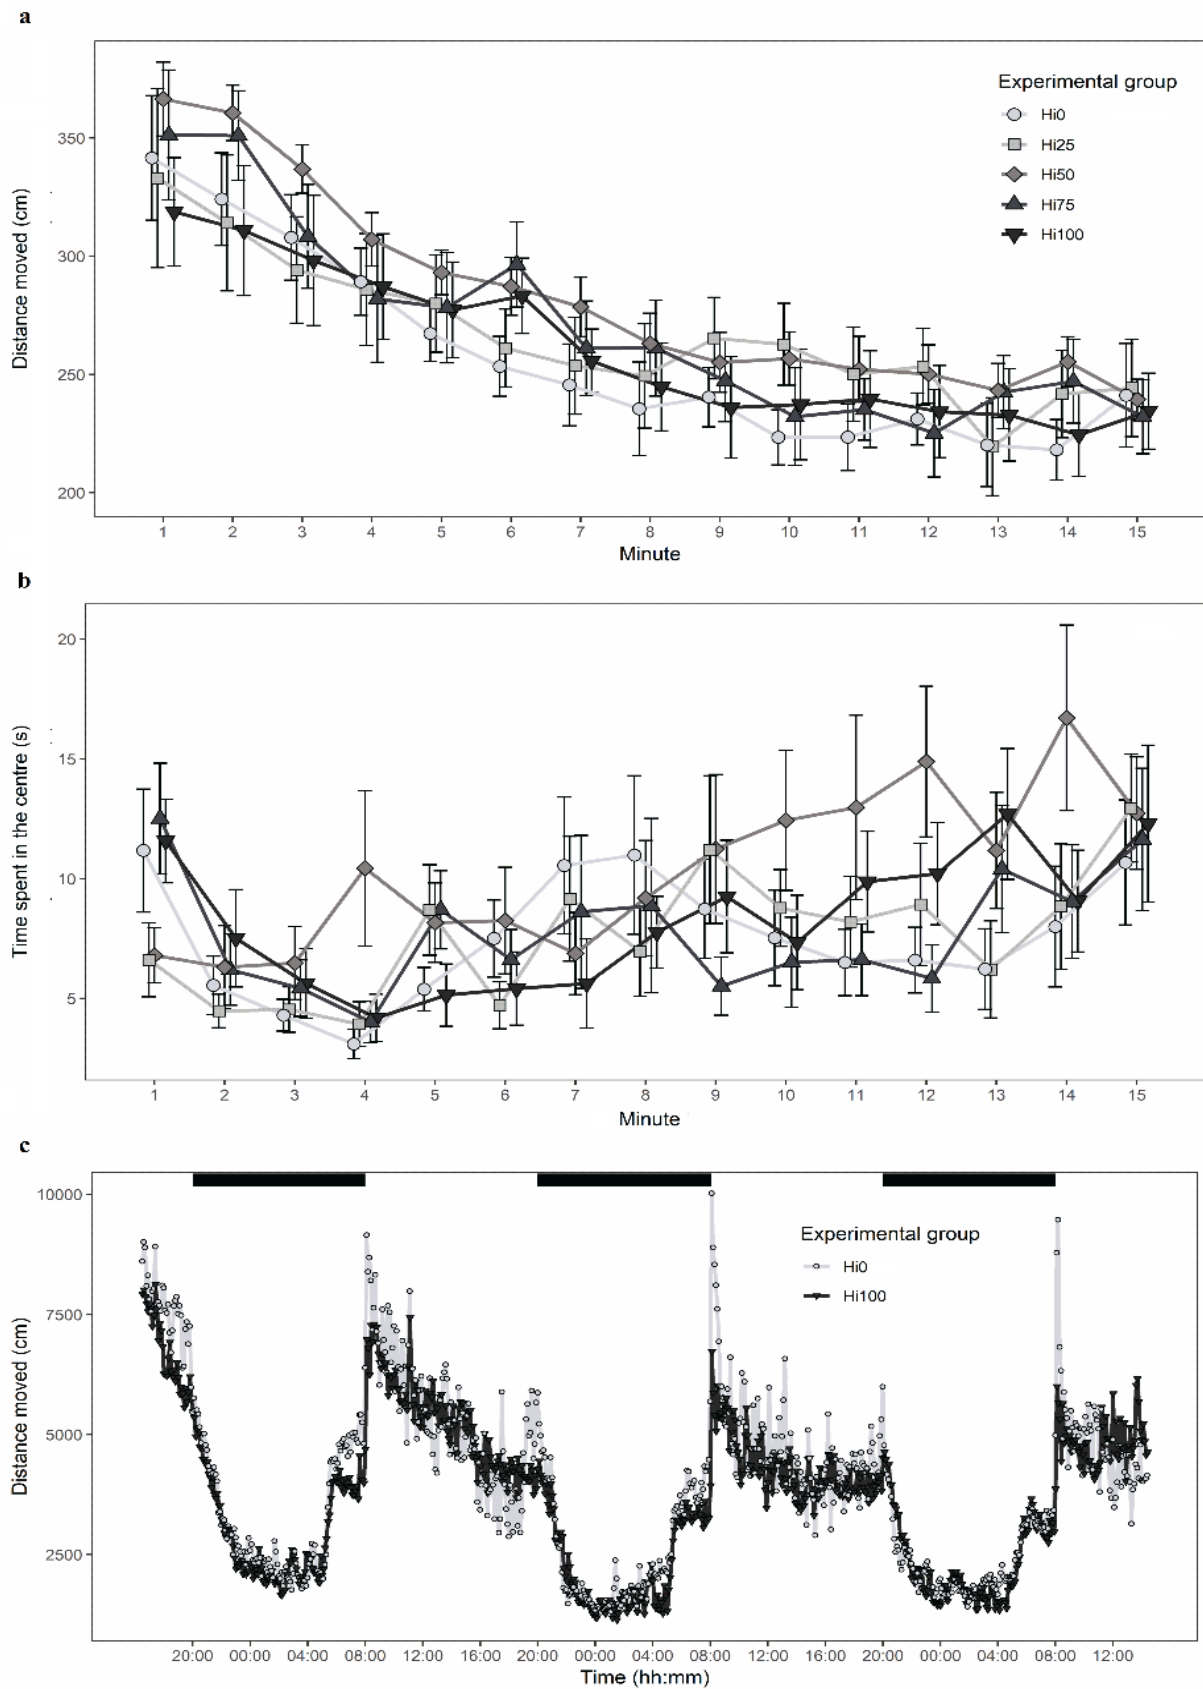 a
Experimental group
Hi0
Hi25
Hi50
Hi75
Hi100
350
300
250
200
Distance moved (cm)
1 2 3 4 5 6 7 8 9 10 11 12 13 14 15
Minute
b
20
15
10
5
Time spent in the centre (s)
1 2 3 4 5 6 7 8 9 10 11 12 13 14 15
Minute
c
10000
7500
5000
2500
Distance moved (cm)
Experimental group
Hi0
Hi100
20:00 00:00 04:00 08:00 12:00 16:00 20:00 00:00 04:00 08:00 12:00 16:00 20:00 00:00 04:00 08:00 12:00
Time (hh:mm)